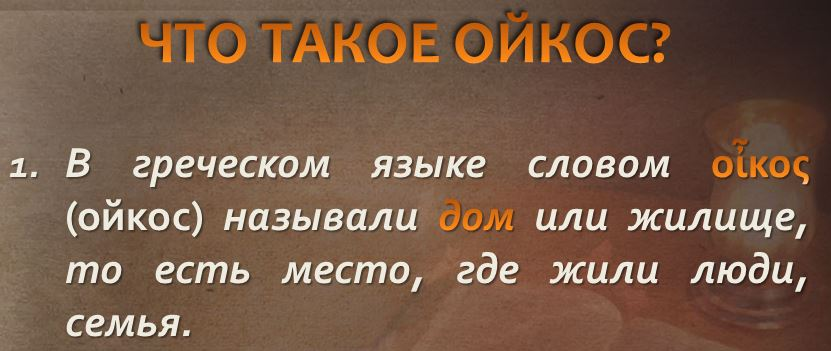 ЧТО ТАКОЕ ОЙКОС?
1. В греческом языке словом οἶκος
(ойкос) называли дом или жилище,
то есть место, где жили люди,
семья.